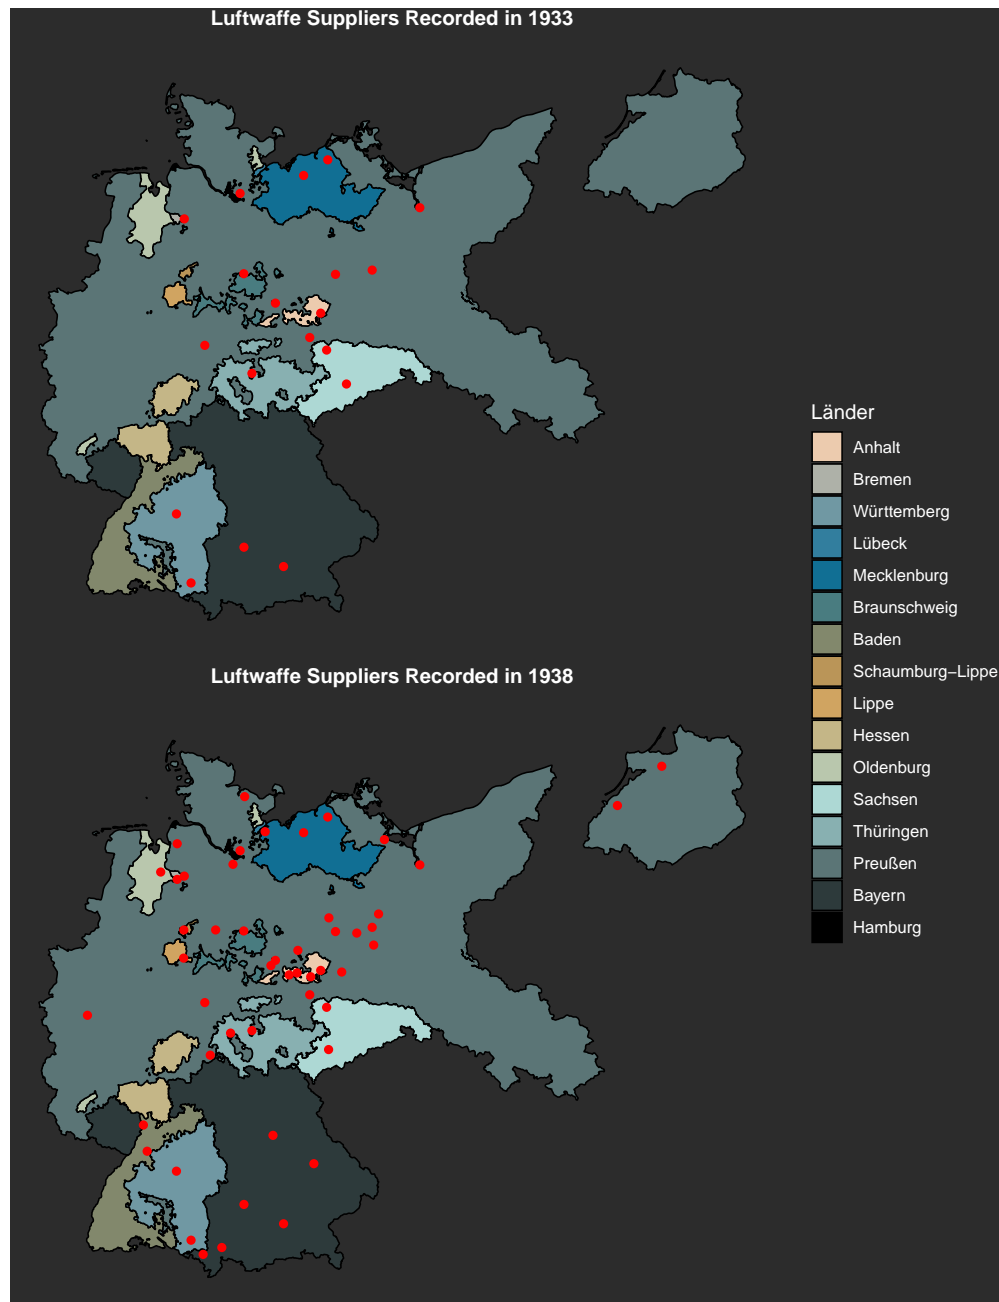 Luftwaffe Suppliers Recorded in 1933
Länder
Anhalt
Bremen
Württemberg
Lübeck
Mecklenburg
Braunschweig
Baden
Schaumburg−Lippe
Lippe
Hessen
Oldenburg
Sachsen
Thüringen
Preußen
Bayern
Hamburg
Luftwaffe Suppliers Recorded in 1938